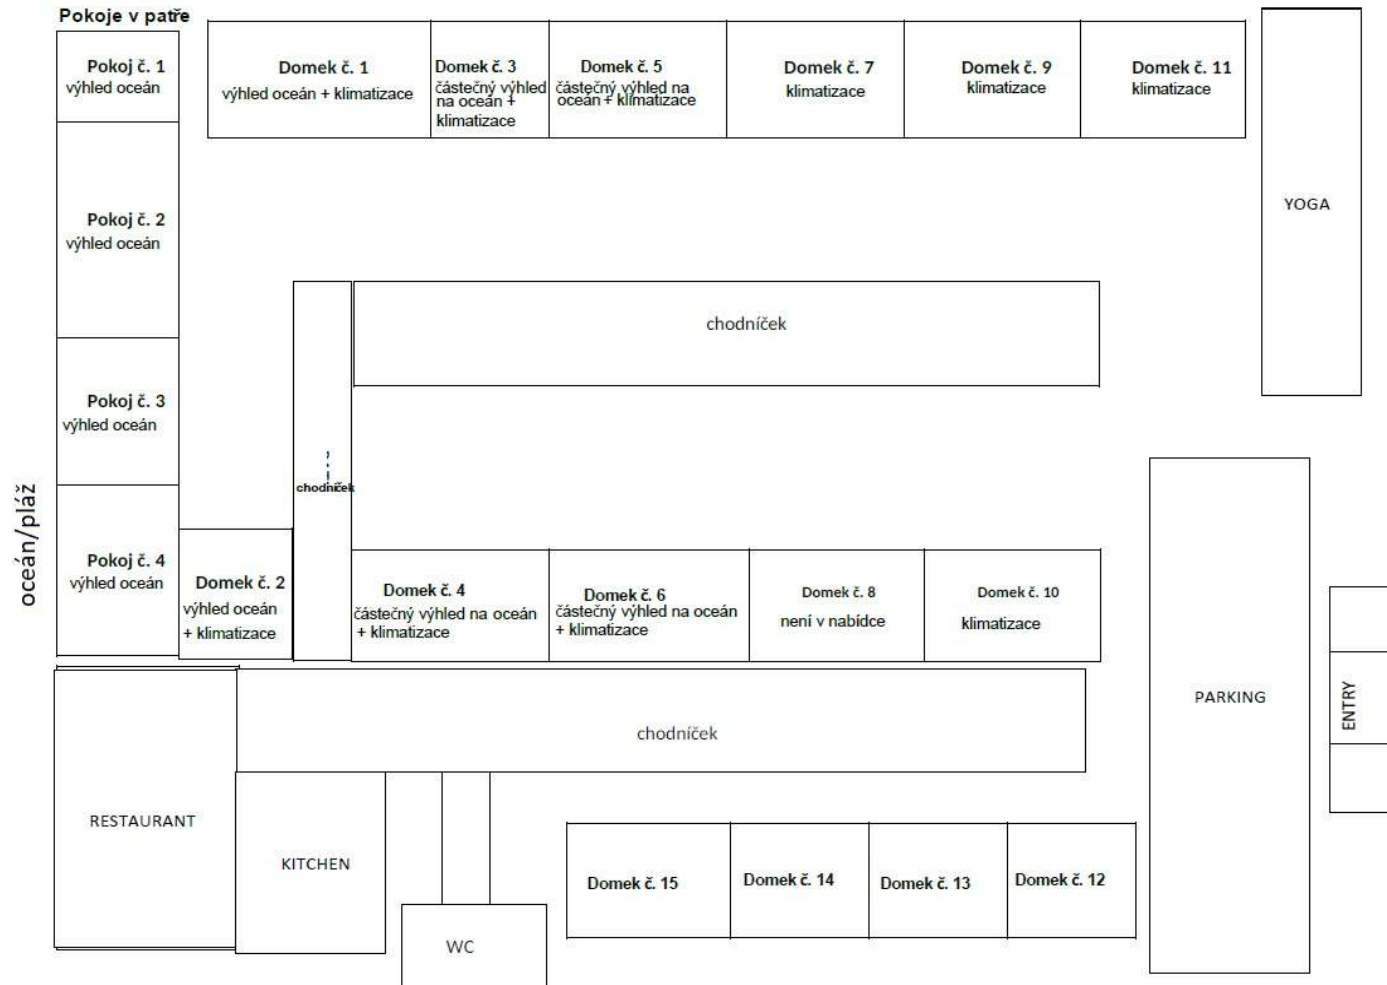 Pokoje v patře
Pokoj č. 1
výhled oceán
Domek č. 1
výhled oceán + klimatizace
Domek č. 3
částečný výhled
na oceán +
klimatizace
Domek č. 5
částečný výhled na
oceán + klimatizace
Domek č. 7
klimatizace
Domek č. 9
klimatizace
Domek č. 11
klimatizace
YOGA
Pokoj č. 2
výhled oceán
chodníček
Pokoj č. 3
výhled oceán
chodníček
oceán/pláž
Pokoj č. 4
výhled oceán
Domek č. 2
výhled oceán
+ klimatizace
Domek č. 4
částečný výhled na oceán
+ klimatizace
Domek č. 6
částečný výhled na oceán
+ klimatizace
Domek č. 8
není v nabídce
Domek č. 10
klimatizace
PARKING
ENTRY
chodníček
RESTAURANT
KITCHEN
WC
Domek č. 15
Domek č. 14
Domek č. 13
Domek č. 12